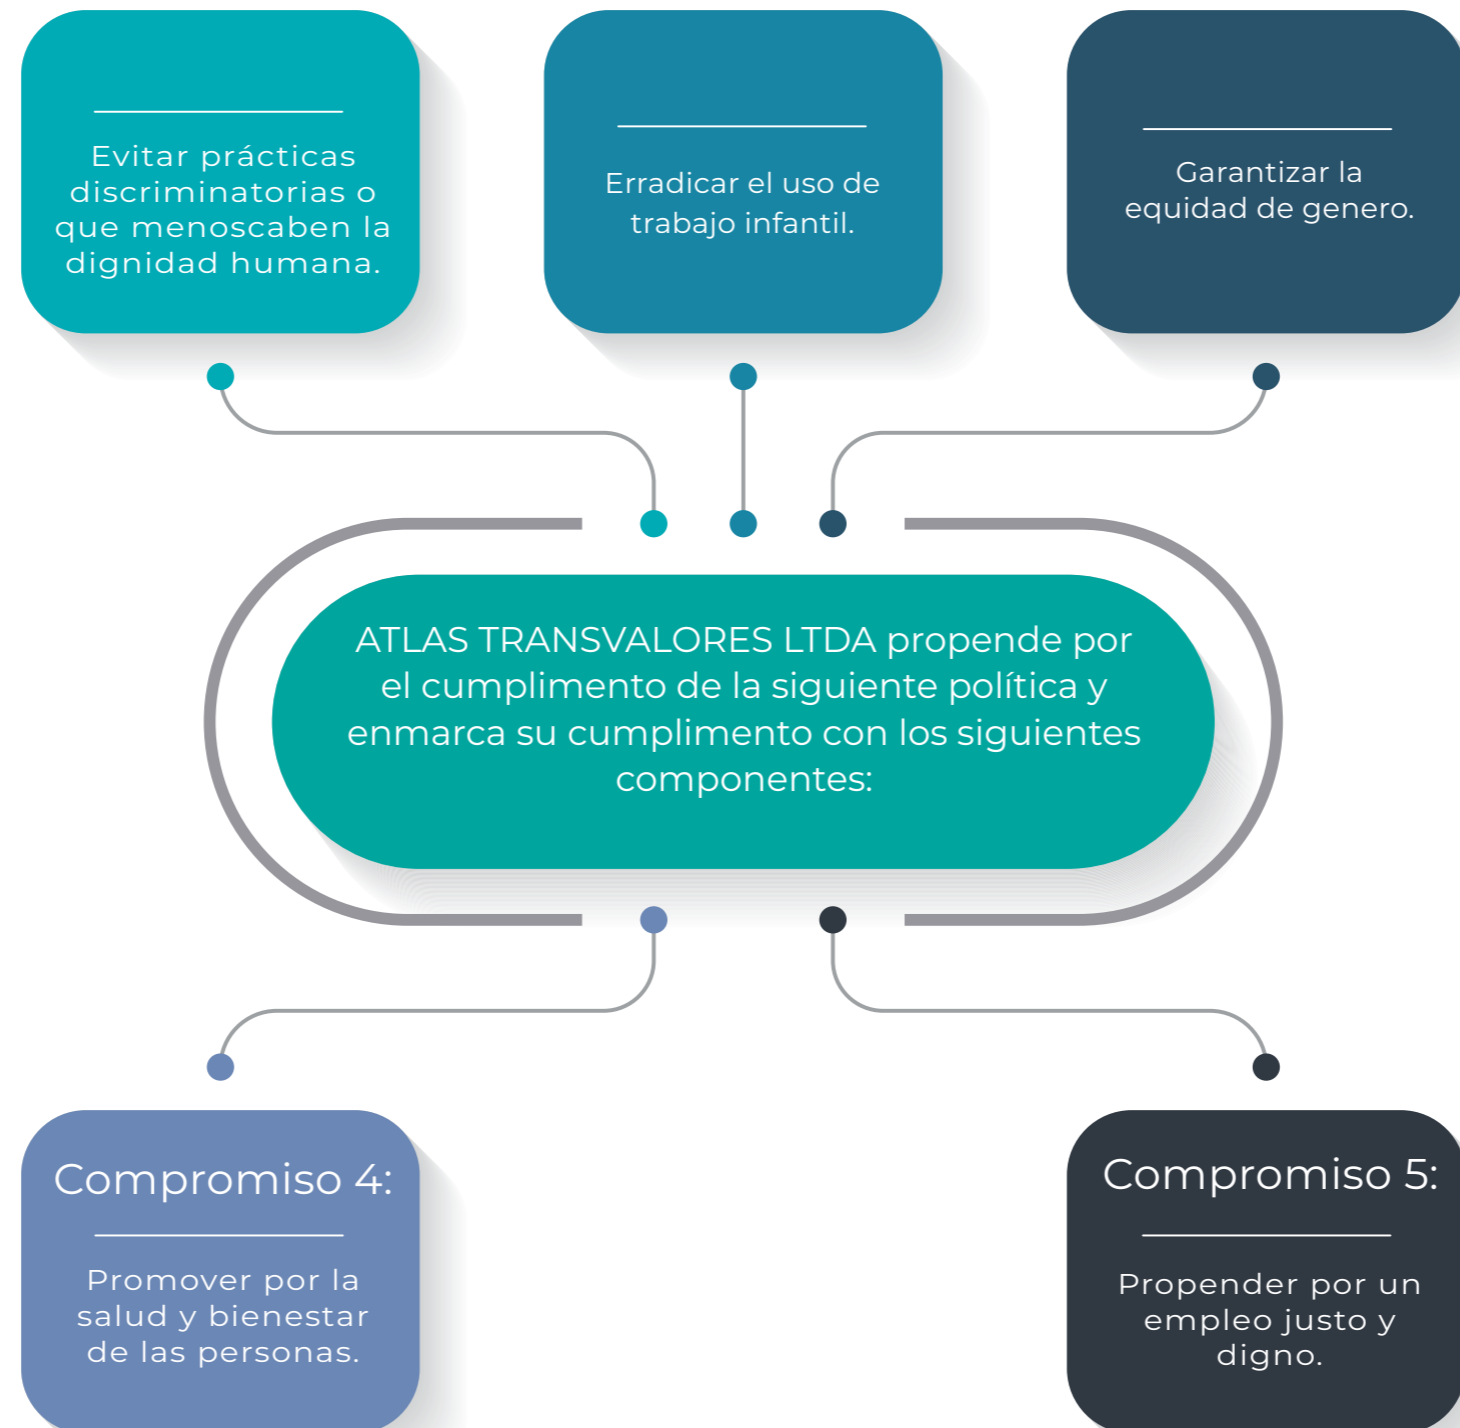 Evitar prácticas
discriminatorias o
que menoscaben la
dignidad humana.
Erradicar el uso de
trabajo infantil.
Garantizar la
equidad de genero.
ATLAS TRANSVALORES LTDA propende por
el cumplimento de la siguiente política y
enmarca su cumplimento con los siguientes
componentes:
Compromiso 4:
Promover por la
salud y bienestar
de las personas.
Compromiso 5:
Propender por un
empleo justo y
digno.